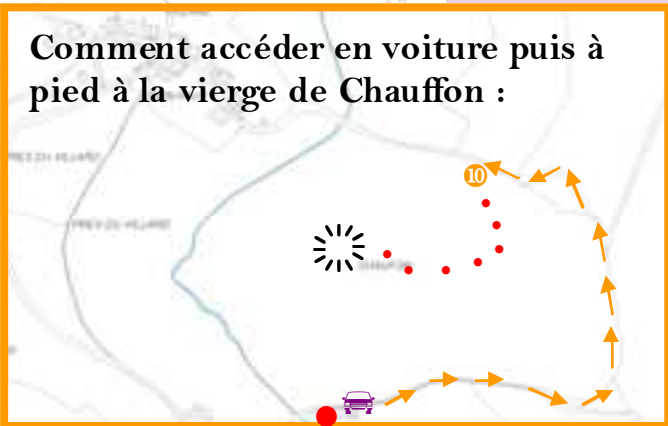 Comment accéder en voiture puis à
pied à la vierge de Chauffon :
10